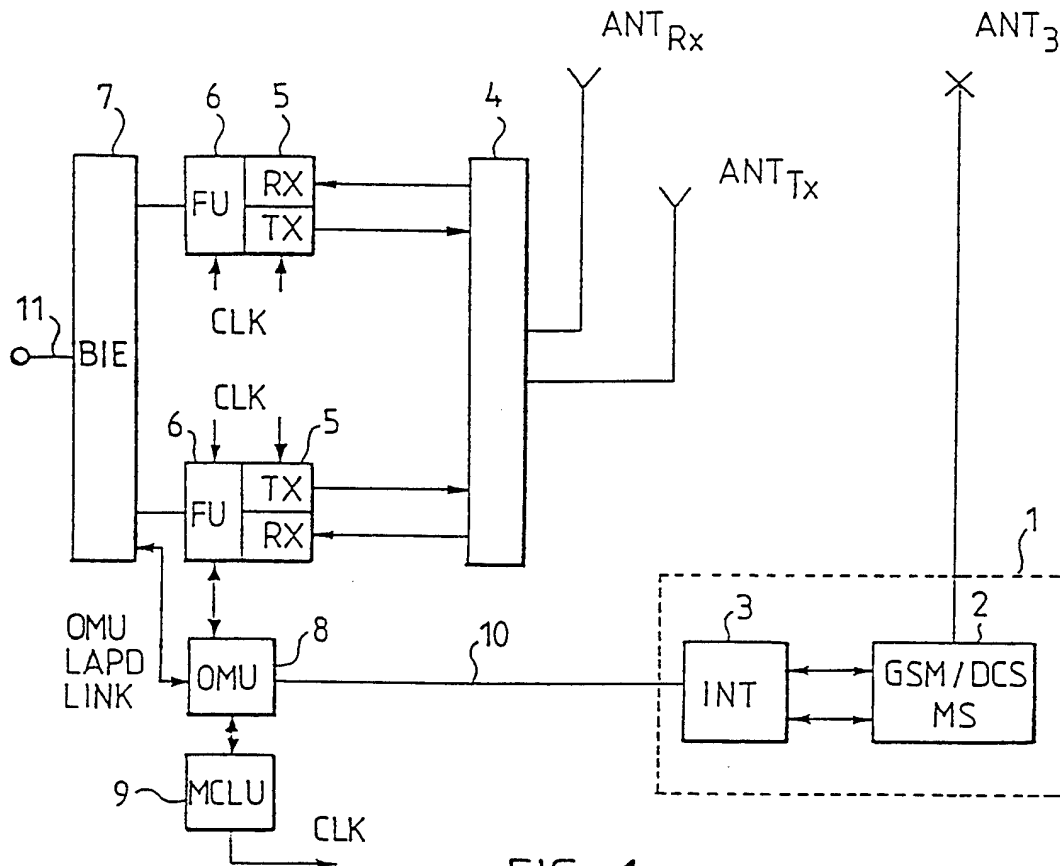 ANTRx
ANT3
7
6
5
4
ANTTx
FU
RX
TX
CLK
11
BIE
CLK
6
5
FU
TX
RX
1
OMU
LAPD
LINK
8
OMU
10
3
INT
2
GSM/DCS
MS
9
MCLU
CLK